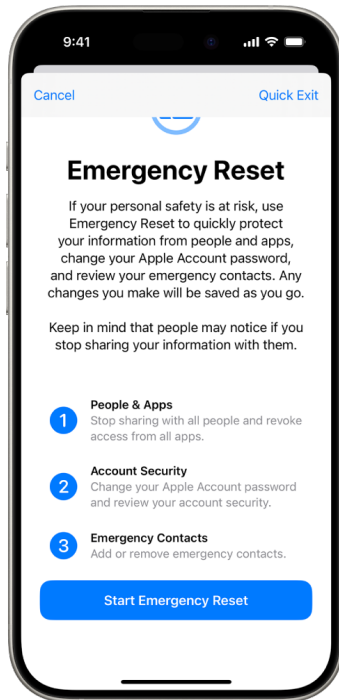 9:41
Cancel
Quick Exit
Emergency Reset
If your personal safety is at risk, use
Emergency Reset to quickly protect
your information from people and apps,
change your Apple Account password,
and review your emergency contacts. Any
changes you make will be saved as you go.
Keep in mind that people may notice if you
stop sharing your information with them.
1
People & Apps
Stop sharing with all people and revoke
access from all apps.
2
Account Security
Change your Apple Account password
and review your account security.
3
Emergency Contacts
Add or remove emergency contacts.
Start Emergency Reset